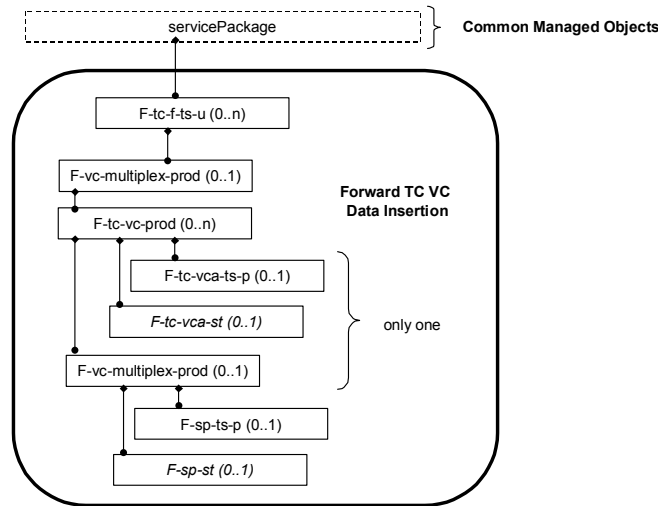 servicePackage
Common Managed Objects
F-tc-f-ts-u (0..n)
F-vc-multiplex-prod (0..1)
Forward TC VC
Data Insertion
F-tc-vc-prod (0..n)
F-tc-vca-ts-p (0..1)
F-tc-vca-st (0..1)
only one
F-vc-multiplex-prod (0..1)
F-sp-ts-p (0..1)
F-sp-st (0..1)